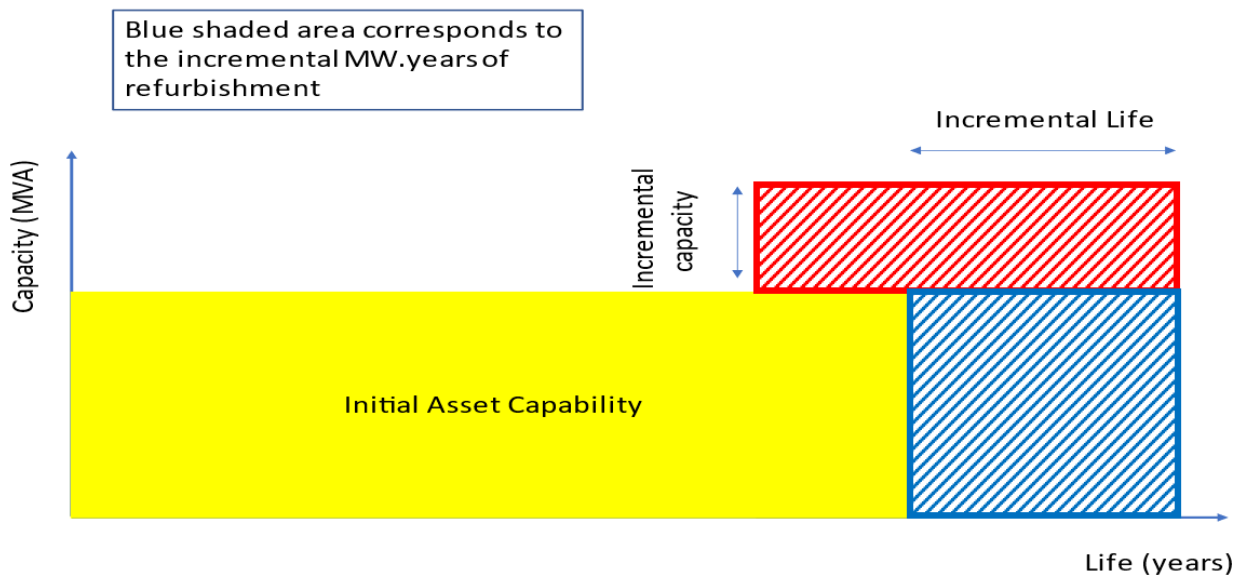 Blue shaded area corresponds to
the incremental MW.years of
refurbishment
Incremental Life
Capacity (MVA)
Incremental
capacity
Initial Asset Capability
Life (years)